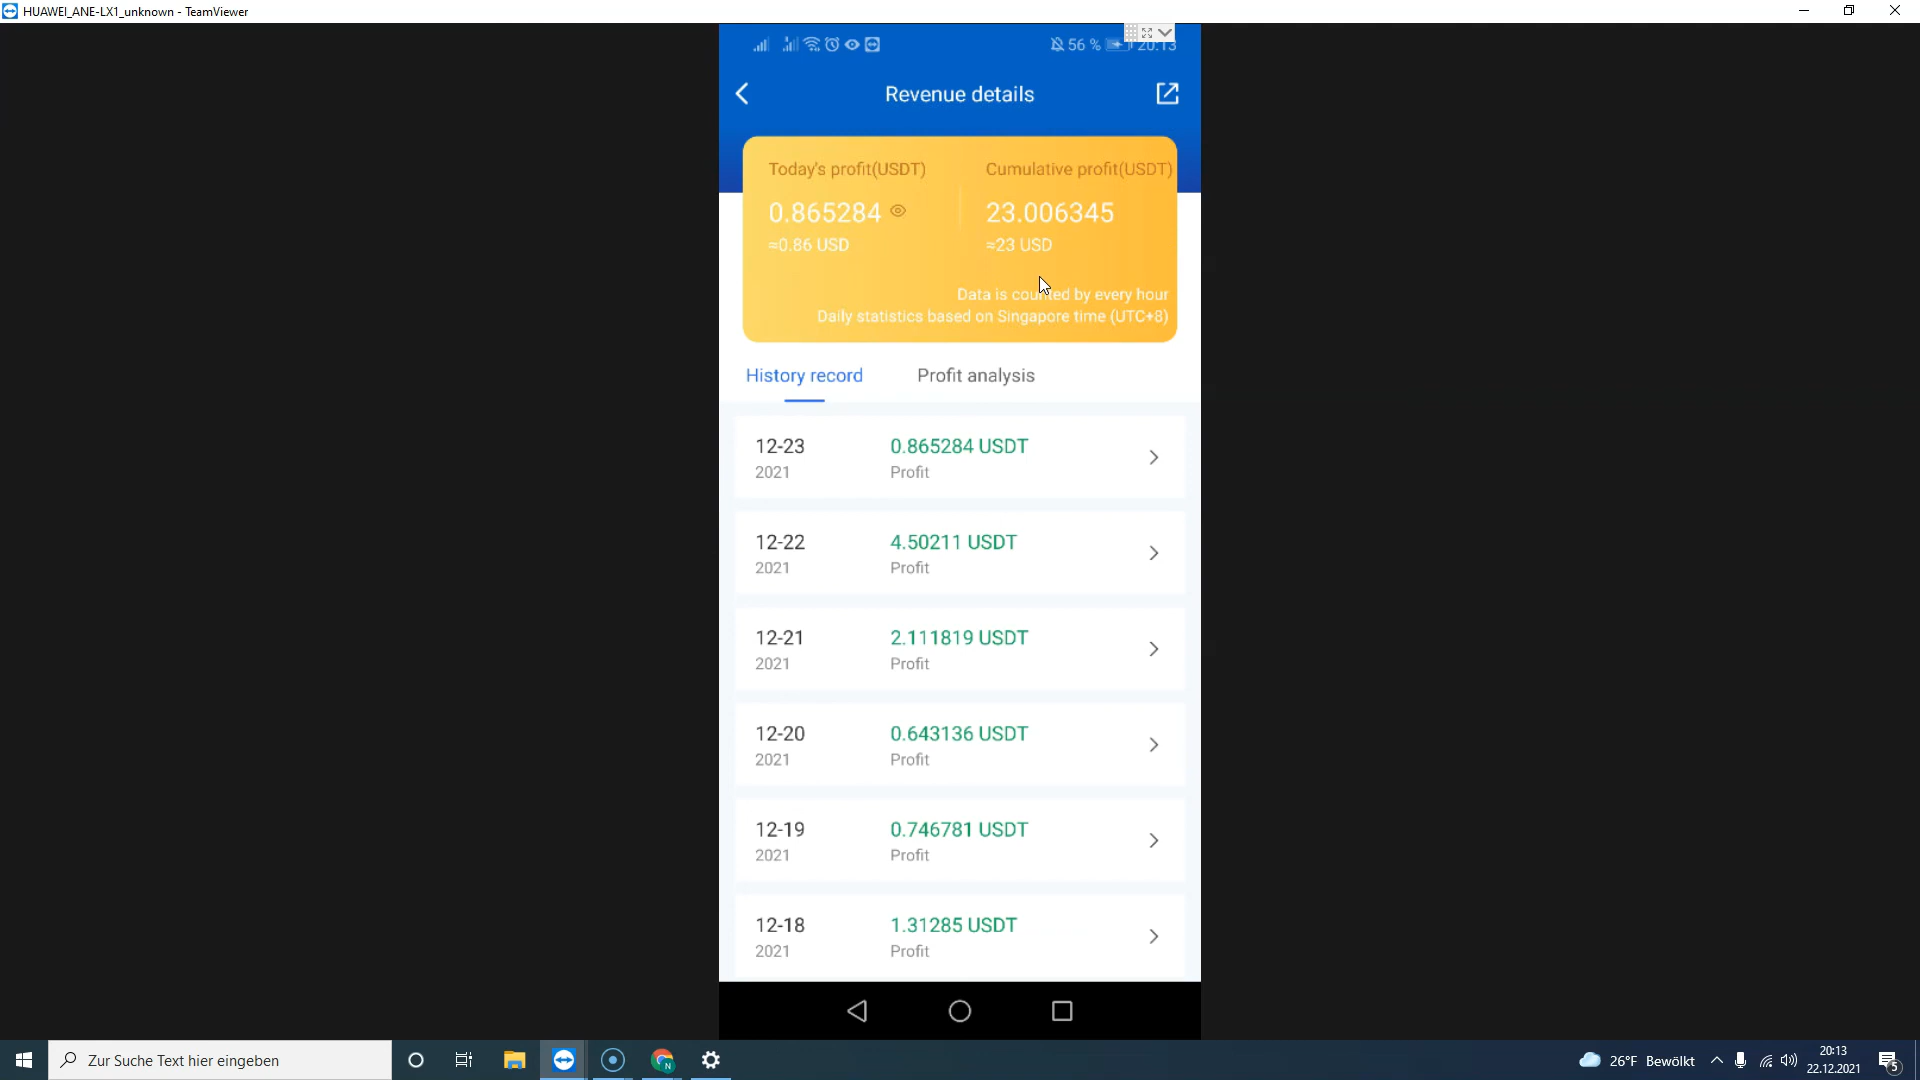 HUAWEI_ANE-LX1_unknown - TeamViewer
56 %
20:13
Revenue details
Today's profit(USDT)
Cumulative profit(USDT)
0.865284
23.006345
≈0.86 USD
≈23 USD
Data is counted by every hour
Daily statistics based on Singapore time (UTC+8)
History record
Profit analysis
12-23
0.865284 USDT
2021
Profit
12-22
4.50211 USDT
2021
Profit
12-21
2.111819 USDT
2021
Profit
12-20
0.643136 USDT
2021
Profit
12-19
0.746781 USDT
2021
Profit
12-18
1.31285 USDT
2021
Profit
Zur Suche Text hier eingeben
N
26°F Bewölkt
20:13
22.12.2021
5